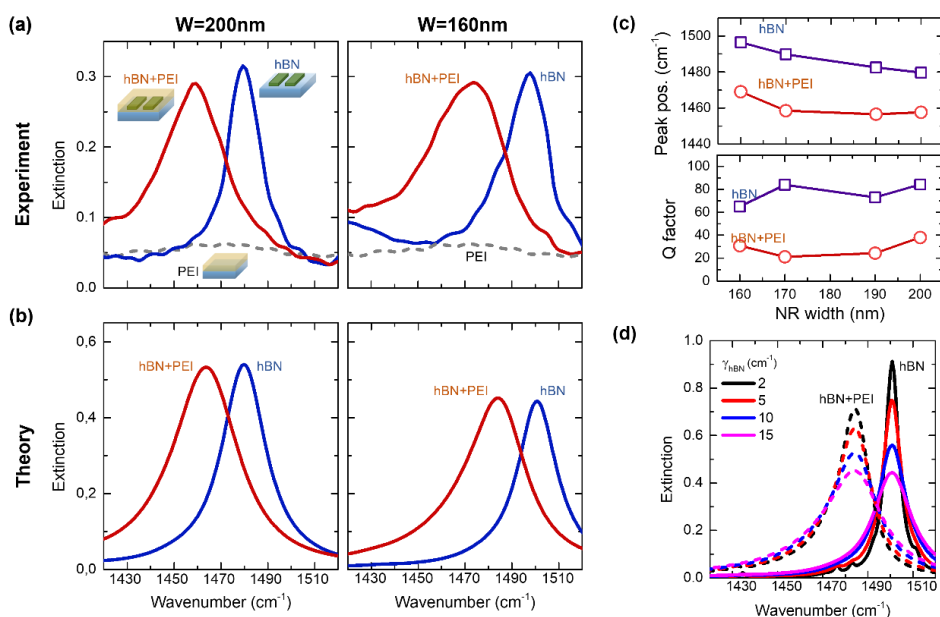 (a)
W=200nm
W=160nm
Experiment
Extinction
0.3
0.2
0.1
0.0
hBN+PEI
hBN
PEI
hBN+PEI
hBN
PEI
(b)
Theory
Extinction
0,6
0,4
0,2
0,0
hBN+PEI
hBN
hBN+PEI
hBN
1430 1450 1470 1490 1510
1430 1450 1470 1490 1510
Wavenumber (cm⁻¹)
Wavenumber (cm⁻¹)
(c)
Peak pos. (cm⁻¹)
1500
1480
1460
1440
hBN
hBN+PEI
Q factor
100
80
60
40
20
0
hBN
hBN+PEI
160 170 180 190 200
NR width (nm)
(d)
Extinction
1.0
0.8
0.6
0.4
0.2
0.0
γhBN (cm⁻¹)
2
5
10
15
hBN+PEI
hBN
1430 1450 1470 1490 1510
Wavenumber (cm⁻¹)